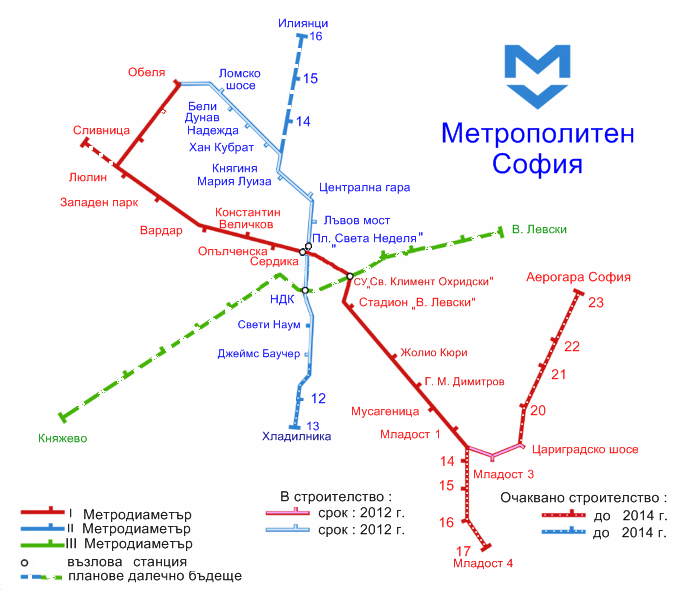 Илиянци
16
15
14
Метрополитен
София
Обеля
Ломско
шосе
Бели
Дунав
Надежда
Хан Кубрат
Княгиня
Мария Луиза
Сливница
Люлин
Западен парк
Вардар
Константин
Величков
Опълченска
Сердика
Централна гара
Лъвов мост
Пл. „Света Неделя"
В. Левски
СУ „Св. Климент Охридски"
Стадион „В. Левски"
НДК
Свети Наум
Джеймс Баучер
12
13
Хладилника
Княжево
Жолио Кюри
Г. М. Димитров
Мусагеница
Младост 1
Аерогара София
23
22
21
20
Цариградско шосе
Младост 3
14
15
16
17
Младост 4
I Метродиаметър
II Метродиаметър
III Метродиаметър
възлова станция
планове далечно бъдеще
В строителство :
срок : 2012 г.
срок : 2012 г.
Очаквано строителство :
до 2014 г.
до 2014 г.